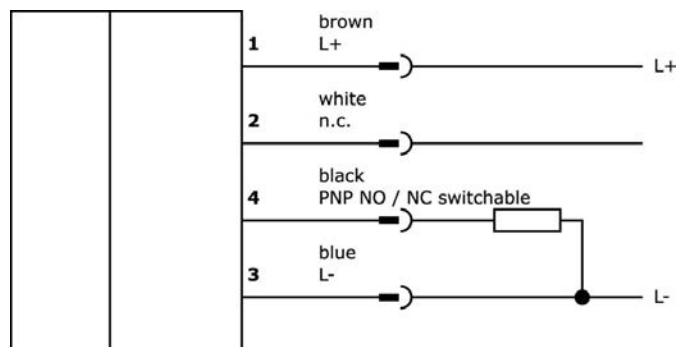 brown
1 L+
L+
white
2 n.c.
black
4 PNP NO / NC switchable
blue
3 L-
L-